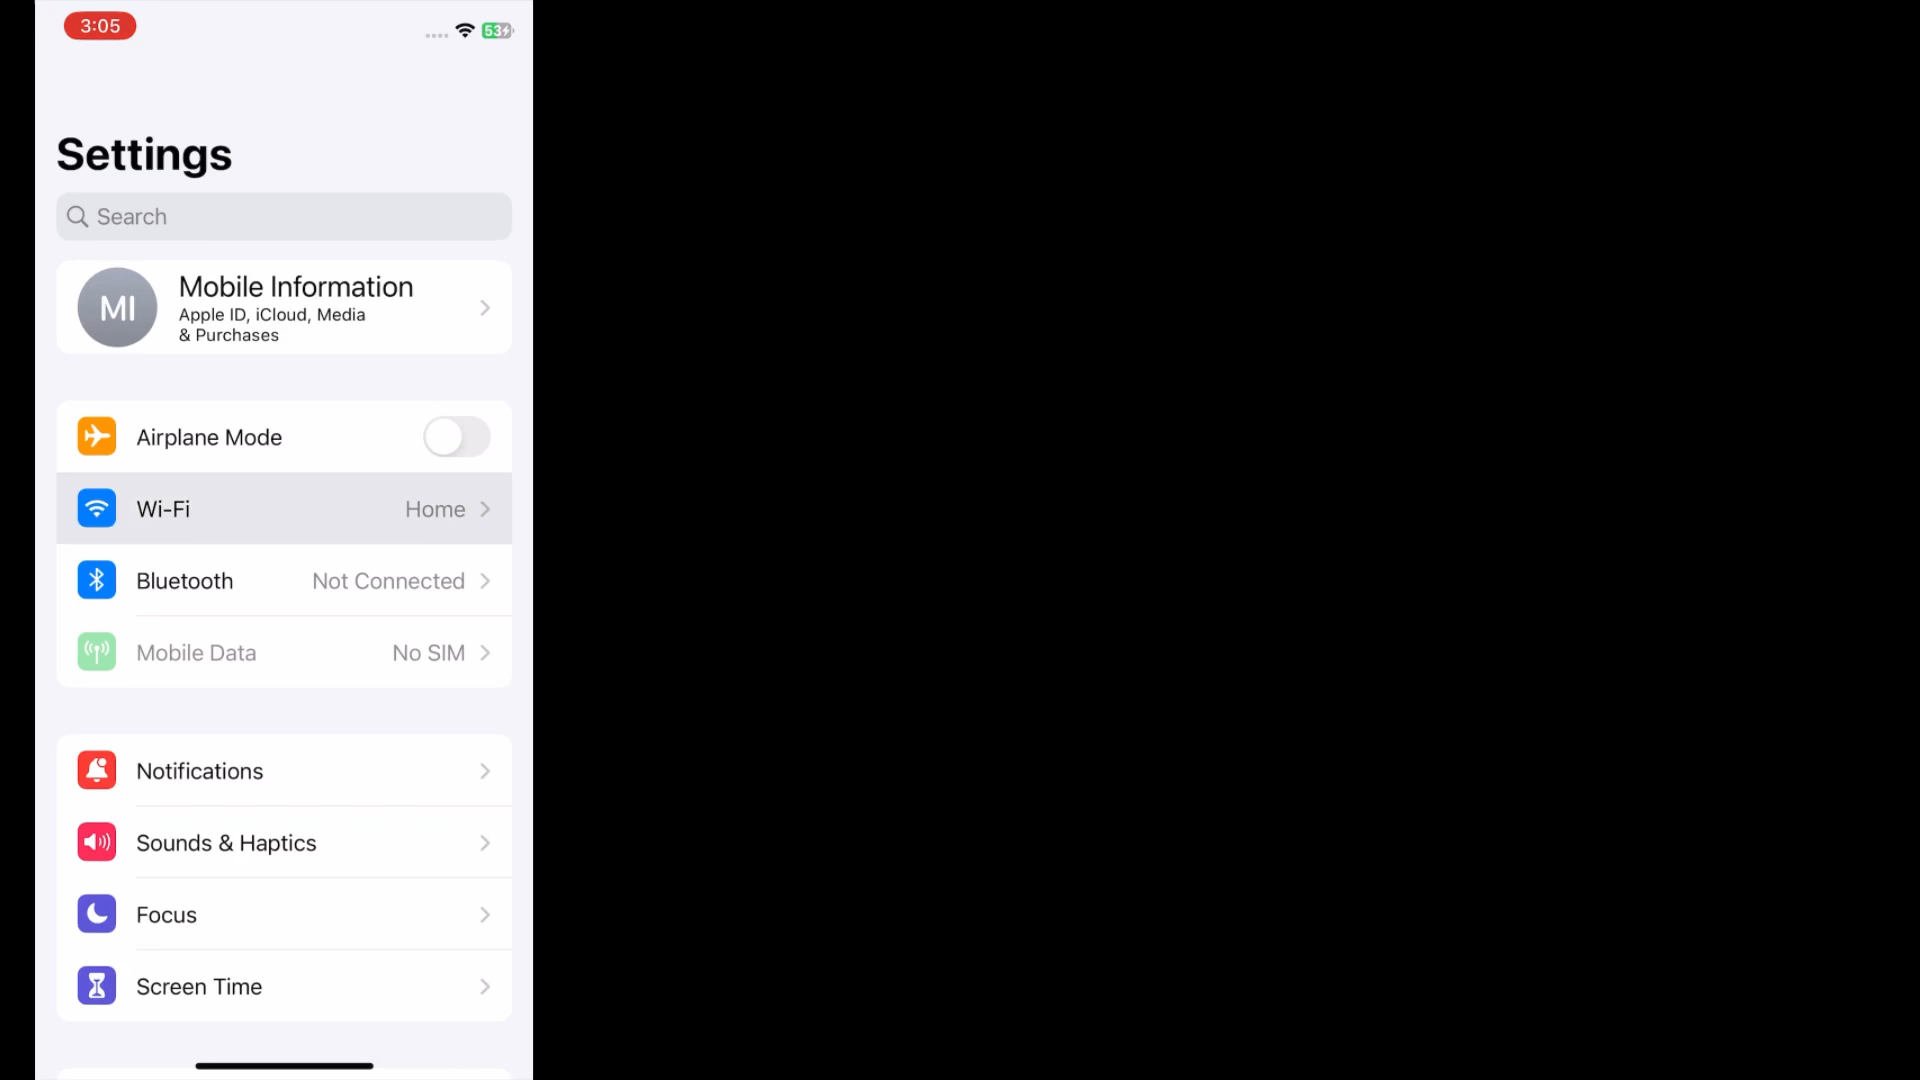 3:05
53
Settings
Search
MI
Mobile Information
Apple ID, iCloud, Media
& Purchases
Airplane Mode
Wi-Fi Home
Bluetooth Not Connected
Mobile Data No SIM
Notifications
Sounds & Haptics
Focus
Screen Time